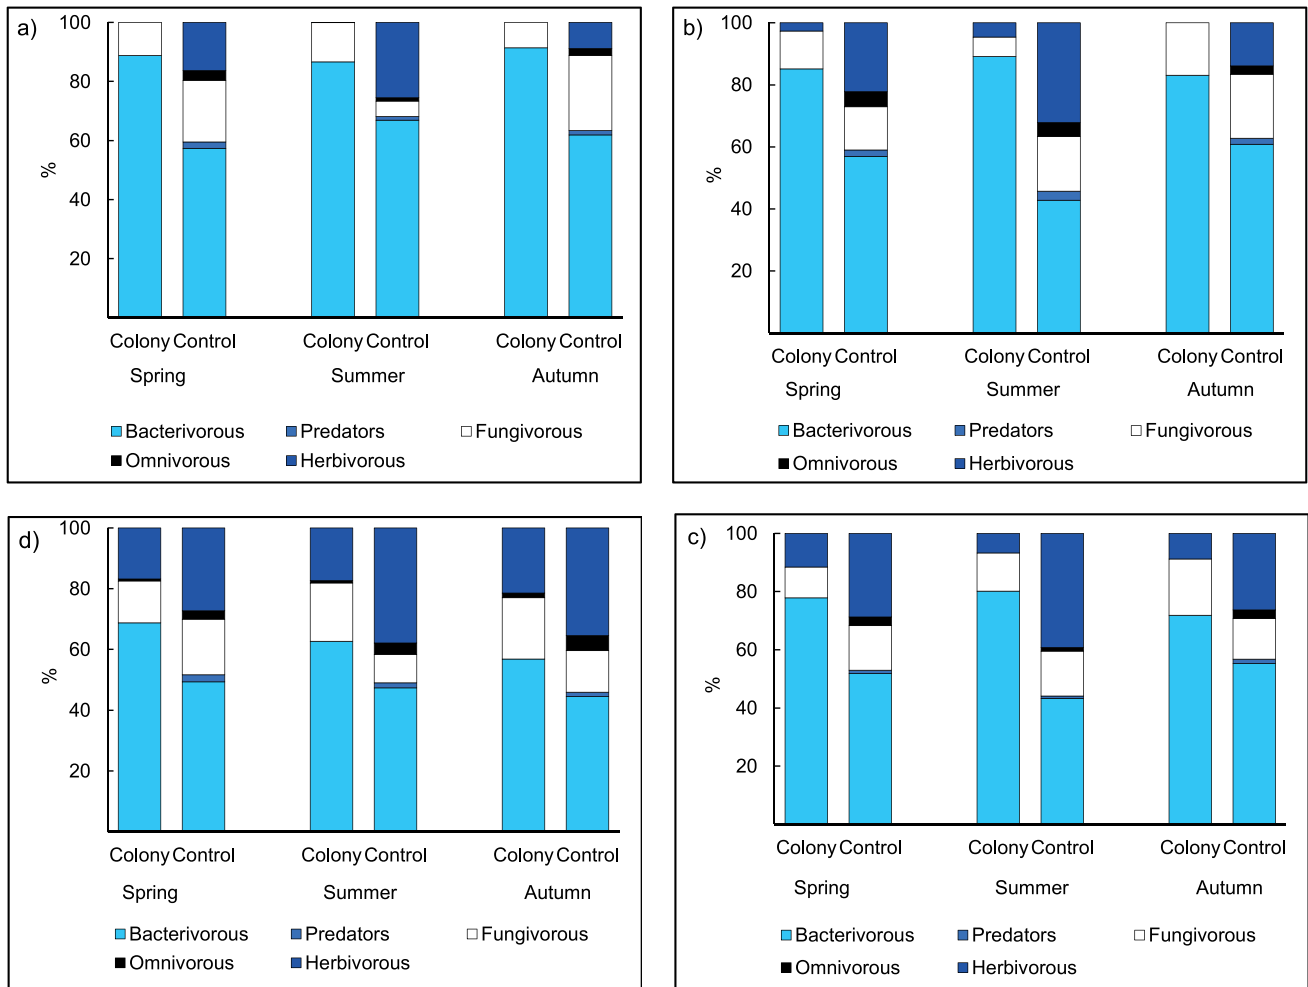 a)
100
80
60
40
20
%
Colony Control Colony Control Colony Control
Spring Summer Autumn
Bacterivorous Predators Fungivorous
Omnivorous Herbivorous
b)
100
80
60
40
20
%
Colony Control Colony Control Colony Control
Spring Summer Autumn
Bacterivorous Predators Fungivorous
Omnivorous Herbivorous
d)
100
80
60
40
20
%
Colony Control Colony Control Colony Control
Spring Summer Autumn
Bacterivorous Predators Fungivorous
Omnivorous Herbivorous
c)
100
80
60
40
20
%
Colony Control Colony Control Colony Control
Spring Summer Autumn
Bacterivorous Predators Fungivorous
Omnivorous Herbivorous